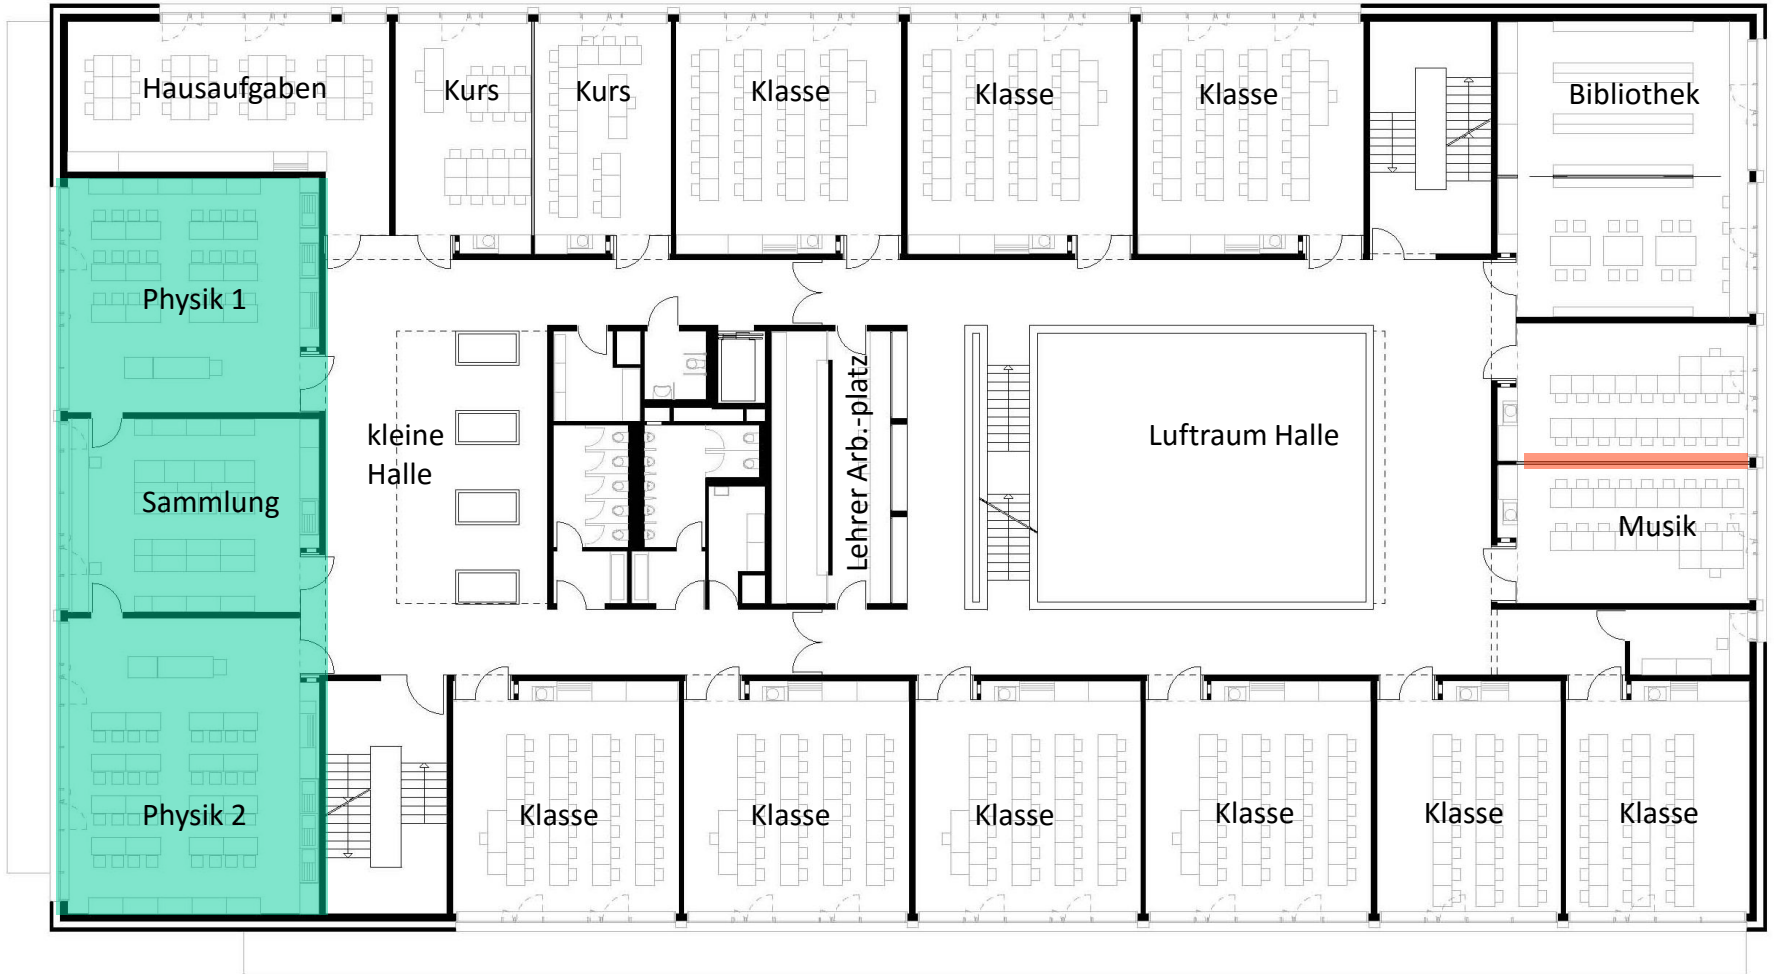 Hausaufgaben
Kurs
Kurs
Klasse
Klasse
Klasse
Bibliothek
Physik 1
kleine
Halle
Lehrer Arb.-platz
Luftraum Halle
Sammlung
Musik
Physik 2
Klasse
Klasse
Klasse
Klasse
Klasse
Klasse